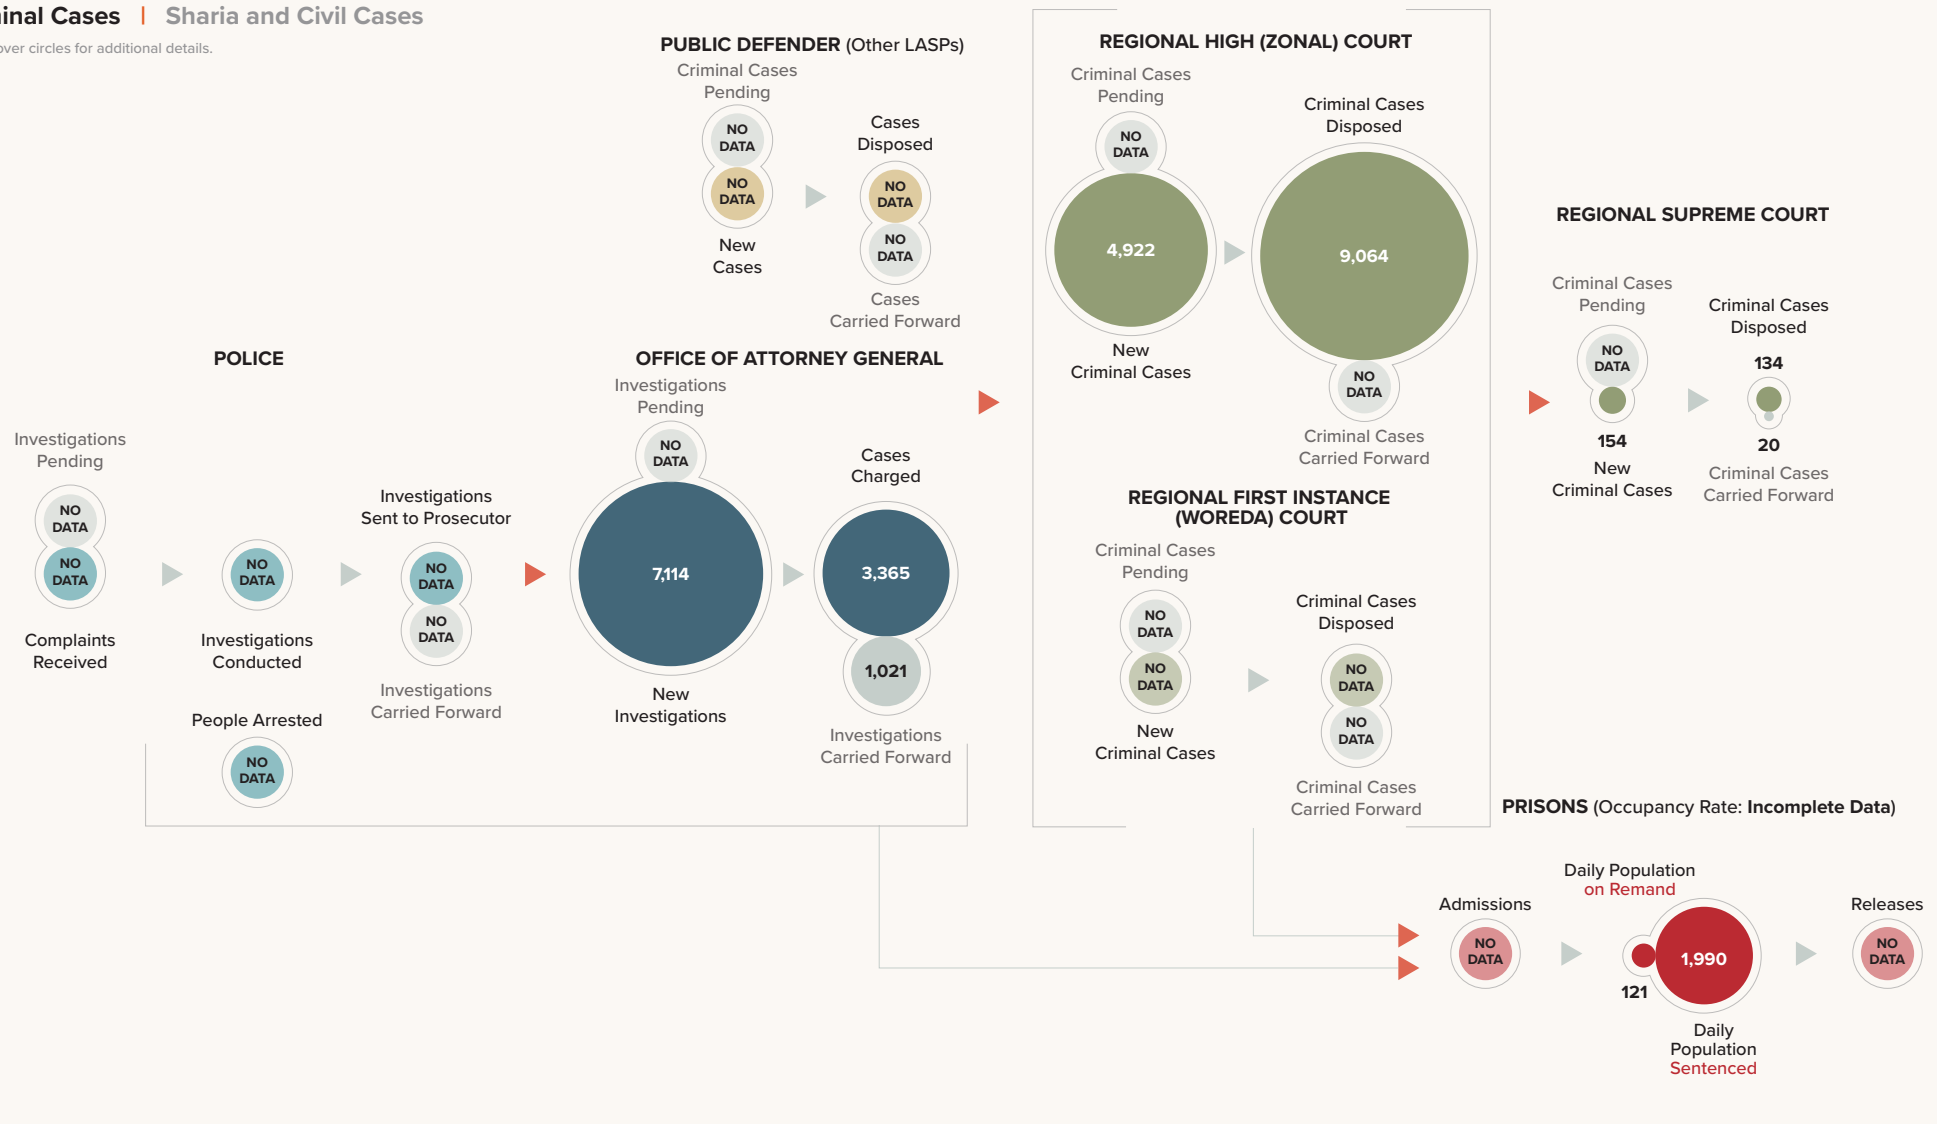 inal Cases | Sharia and Civil Cases
over circles for additional details.
PUBLIC DEFENDER (Other LASPs)
Criminal Cases
Pending
NO
DATA
NO
DATA
New
Cases
Cases
Disposed
NO
DATA
NO
DATA
Cases
Carried Forward
POLICE
Investigations
Pending
NO
DATA
NO
DATA
Complaints
Received
NO
DATA
Investigations
Conducted
People Arrested
NO
DATA
Investigations
Sent to Prosecutor
NO
DATA
NO
DATA
Investigations
Carried Forward
OFFICE OF ATTORNEY GENERAL
Investigations
Pending
NO
DATA
7,114
New
Investigations
Cases
Charged
3,365
1,021
Investigations
Carried Forward
REGIONAL HIGH (ZONAL) COURT
Criminal Cases
Pending
NO
DATA
4,922
New
Criminal Cases
Criminal Cases
Disposed
9,064
NO
DATA
Criminal Cases
Carried Forward
REGIONAL FIRST INSTANCE
(WOREDA) COURT
Criminal Cases
Pending
NO
DATA
NO
DATA
New
Criminal Cases
Criminal Cases
Disposed
NO
DATA
NO
DATA
Criminal Cases
Carried Forward
REGIONAL SUPREME COURT
Criminal Cases
Pending
NO
DATA
154
New
Criminal Cases
Criminal Cases
Disposed
134
20
Criminal Cases
Carried Forward
PRISONS (Occupancy Rate: Incomplete Data)
Admissions
NO
DATA
Daily Population
on Remand
121
1,990
Daily
Population
Sentenced
Releases
NO
DATA